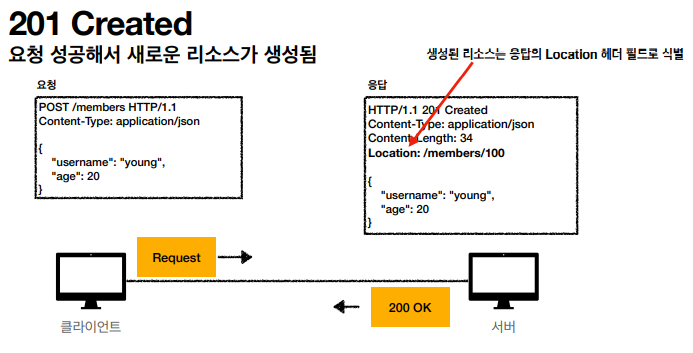 201 Created
요청 성공해서 새로운 리소스가 생성됨
생성된 리소스는 응답의 Location 헤더 필드로 식별
요청
POST /members HTTP/1.1
Content-Type: application/json
{
"username": "young",
"age": 20
}
응답
HTTP/1.1 201 Created
Content-Type: application/json
Content-Length: 34
Location: /members/100
{
"username": "young",
"age": 20
}
Request
200 OK
클라이언트
서버